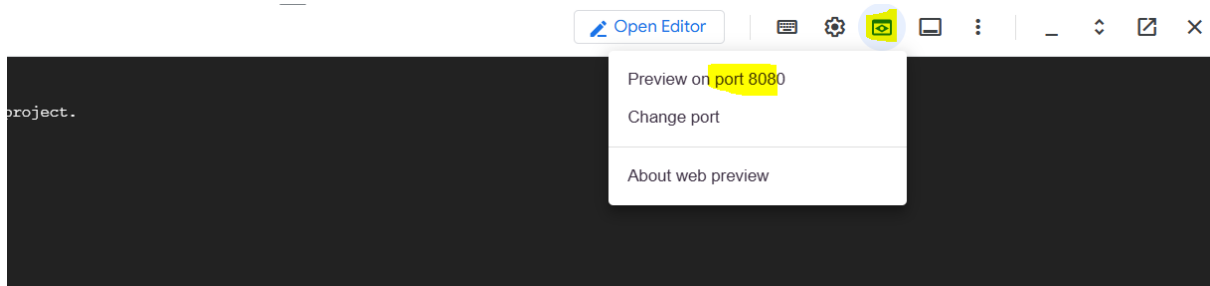 Open Editor
Preview on port 8080
project.
Change port
About web preview